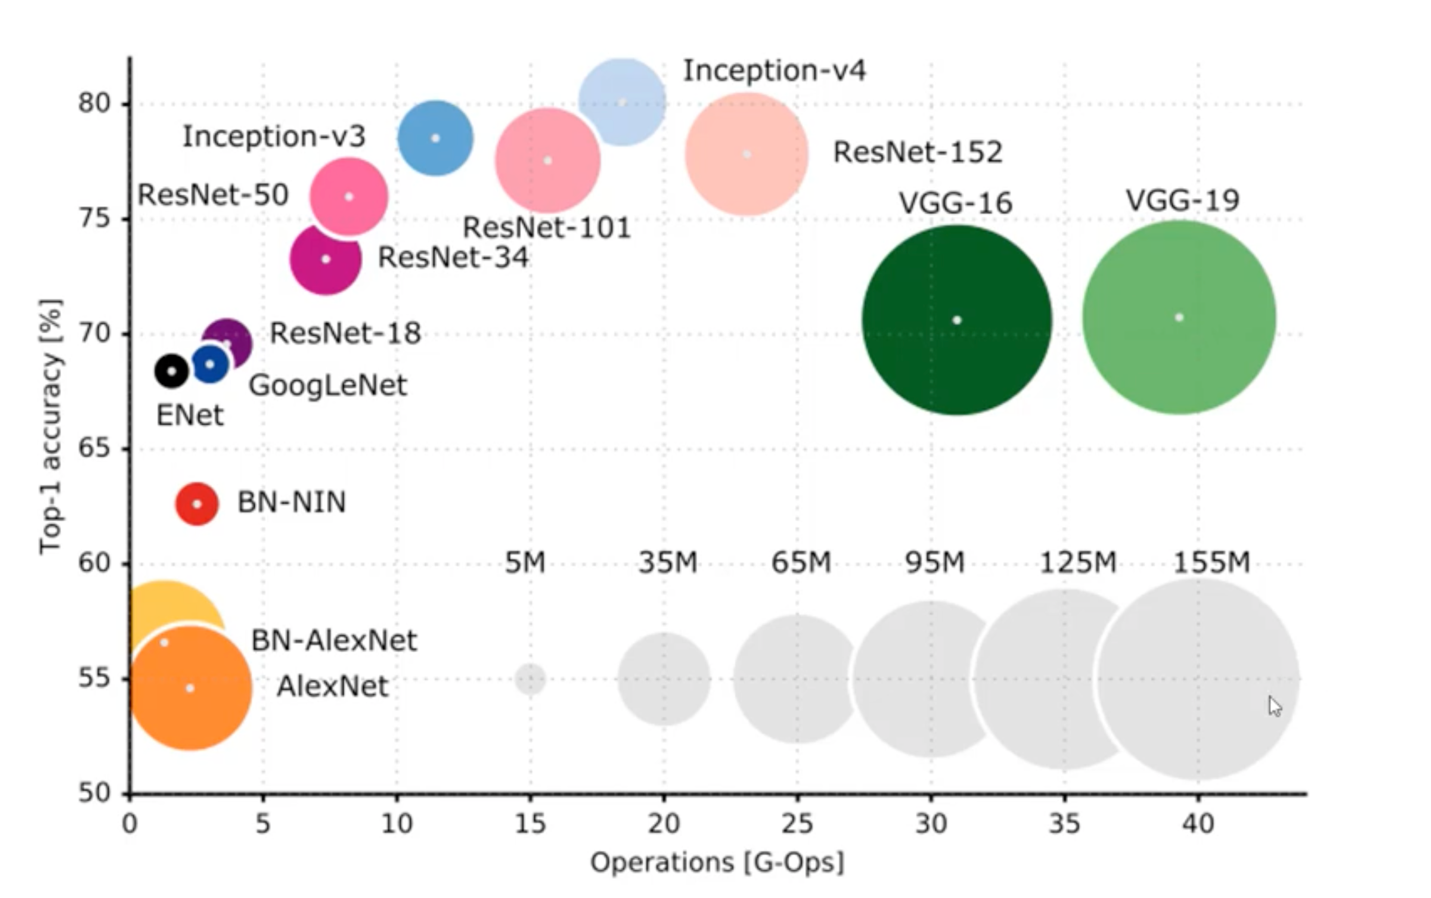 Inception-v4
80
Inception-v3
ResNet-152
ResNet-50
VGG-16
VGG-19
75
ResNet-101
ResNet-34
ResNet-18
70
GoogLeNet
ENet
Top-1 accuracy [%]
65
BN-NIN
60
5M 35M 65M 95M 125M 155M
BN-AlexNet
55
AlexNet
50
0 5 10 15 20 25 30 35 40
Operations [G-Ops]